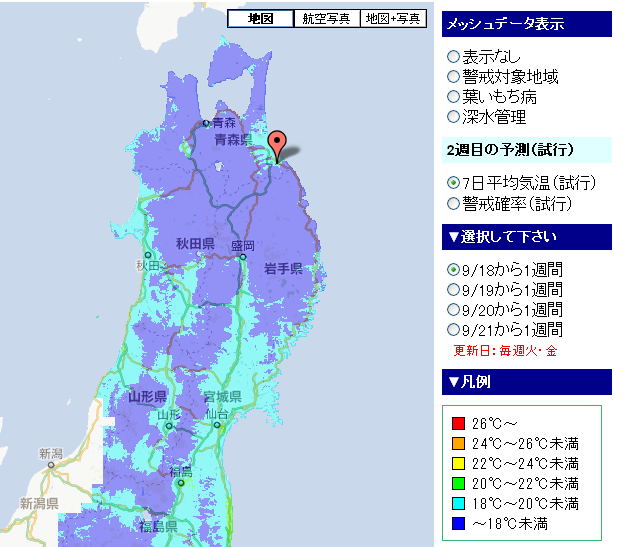 地図 航空写真 地図+写真
青森
青森県
秋田県
盛岡
秋田
岩手県
山形県
宮城県
山形
仙台
新潟
福島
新潟県
福島県
メッシュデータ表示
表示なし
警戒対象地域
葉いもち病
深水管理
2週目の予測(試行)
7日平均気温(試行)
警戒確率(試行)
▼選択して下さい
9/18から1週間
9/19から1週間
9/20から1週間
9/21から1週間
更新日:毎週火・金
▼凡例
26℃～
24℃～26℃未満
22℃～24℃未満
20℃～22℃未満
18℃～20℃未満
～18℃未満